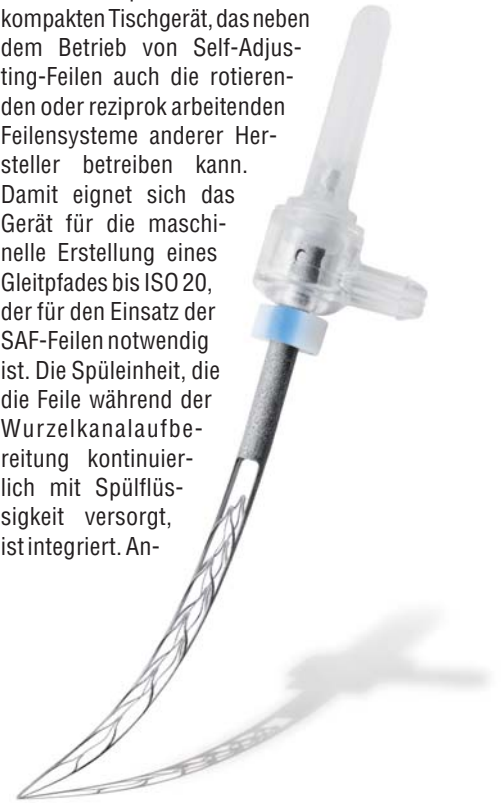 kompakten Tischgerät, das neben
dem Betrieb von Self-Adjus-
ting-Feilen auch die rotieren-
den oder reziprok arbeitenden
Feilensysteme anderer Her-
steller betreiben kann.
Damit eignet sich das
Gerät für die maschi-
nelle Erstellung eines
Gleitpfades bis ISO 20,
der für den Einsatz der
SAF-Feilen notwendig
ist. Die Spüleinheit, die
die Feile während der
Wurzelkanalaufbe-
reitung kontinuier-
lich mit Spülflüs-
sigkeit versorgt,
ist integriert. An-